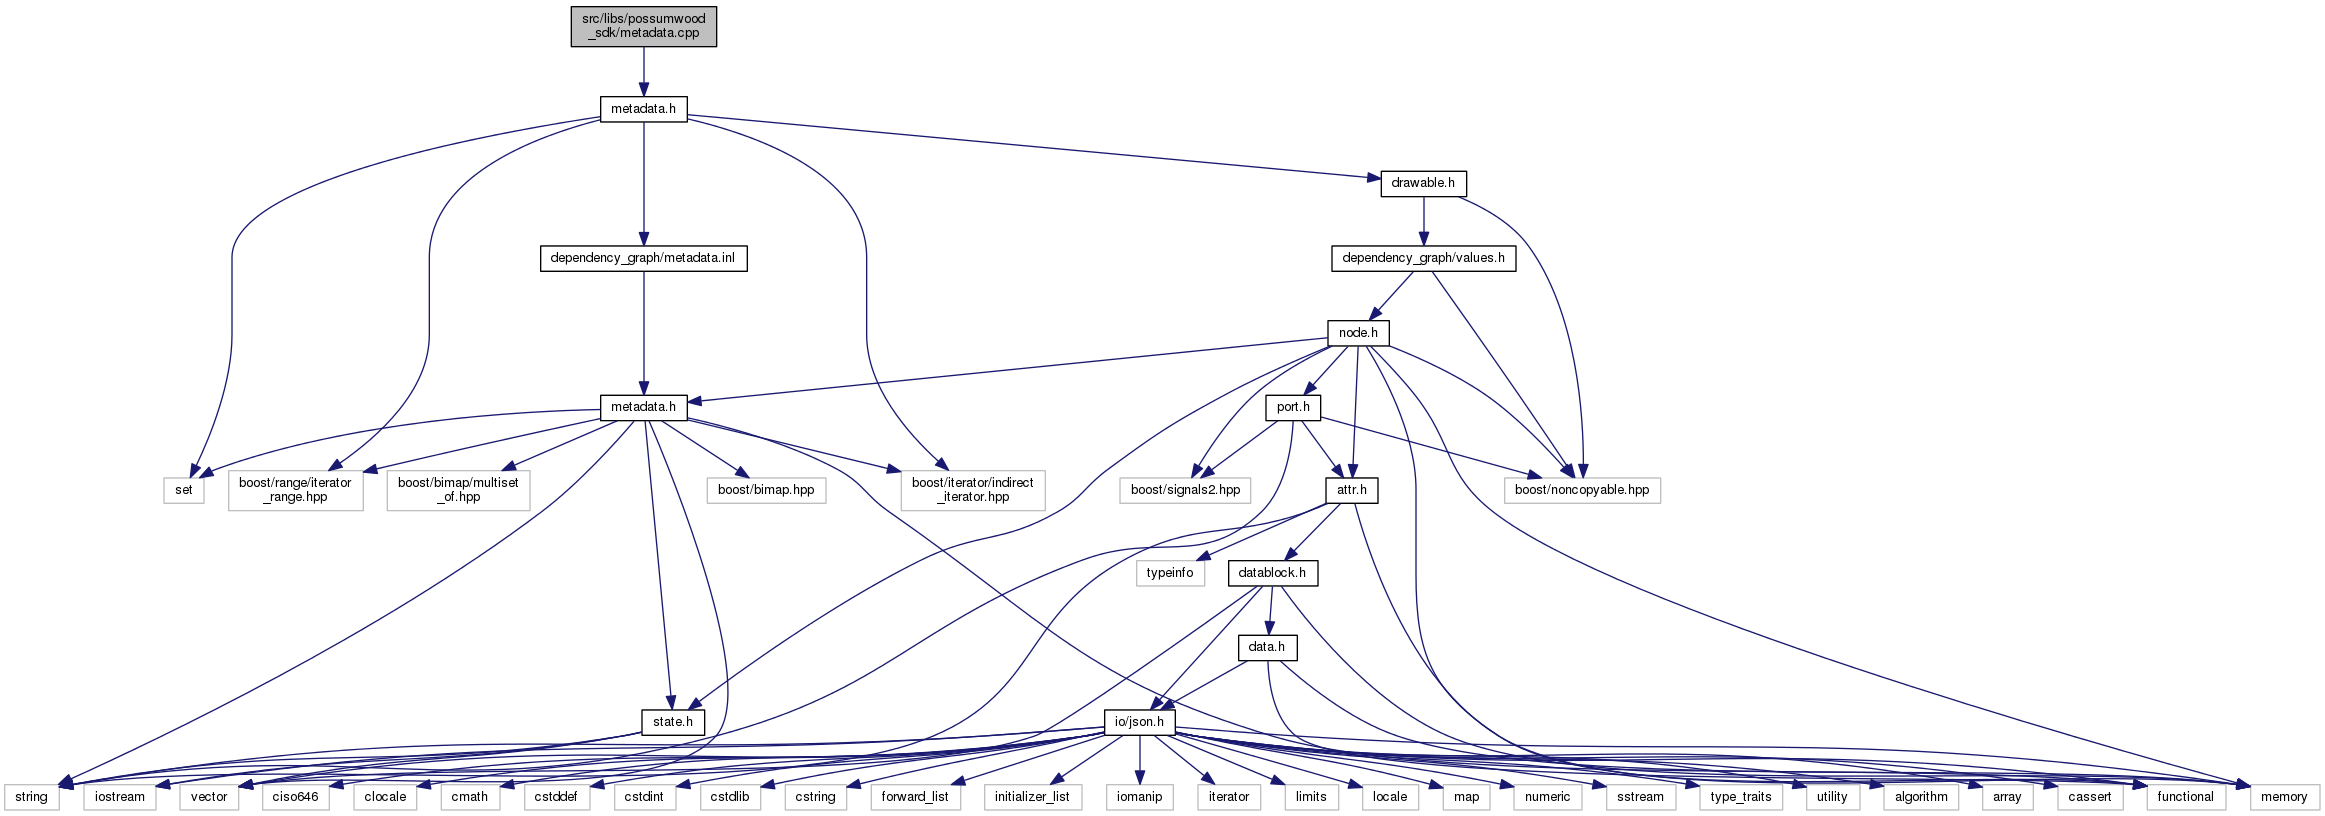 src/libs/possumwood
_sdk/metadata.cpp
metadata.h
drawable.h
dependency_graph/metadata.inl
dependency_graph/values.h
node.h
metadata.h
port.h
set
boost/range/iterator
_range.hpp
boost/bimap/multiset
_of.hpp
boost/bimap.hpp
boost/iterator/indirect
_iterator.hpp
boost/signals2.hpp
attr.h
boost/noncopyable.hpp
typeinfo
datablock.h
data.h
state.h
io/json.h
string
iostream
vector
ciso646
clocale
cmath
cstddef
cstdint
cstdlib
cstring
forward_list
initializer_list
iomanip
iterator
limits
locale
map
numeric
sstream
type_traits
utility
algorithm
array
cassert
functional
memory